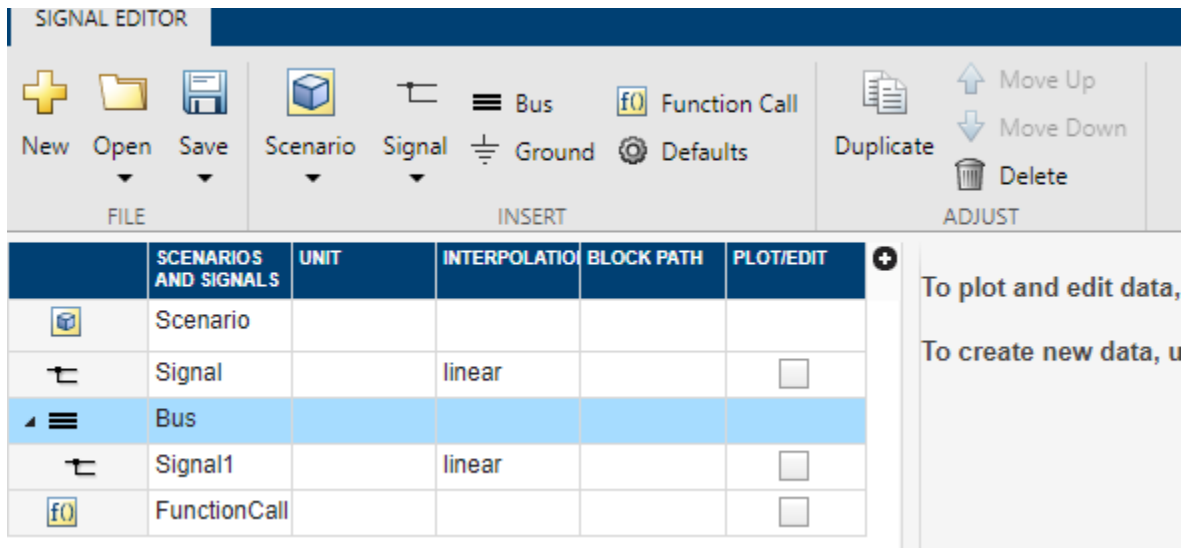 SIGNAL EDITOR
New
Open
Save
Scenario
Signal
Bus
Ground
f() Function Call
Defaults
Duplicate
Move Up
Move Down
Delete
FILE
INSERT
ADJUST
SCENARIOS AND SIGNALS
UNIT
INTERPOLATIO
BLOCK PATH
PLOT/EDIT
Scenario
Signal
linear
Bus
Signal1
linear
f() FunctionCall
To plot and edit data,
To create new data, u